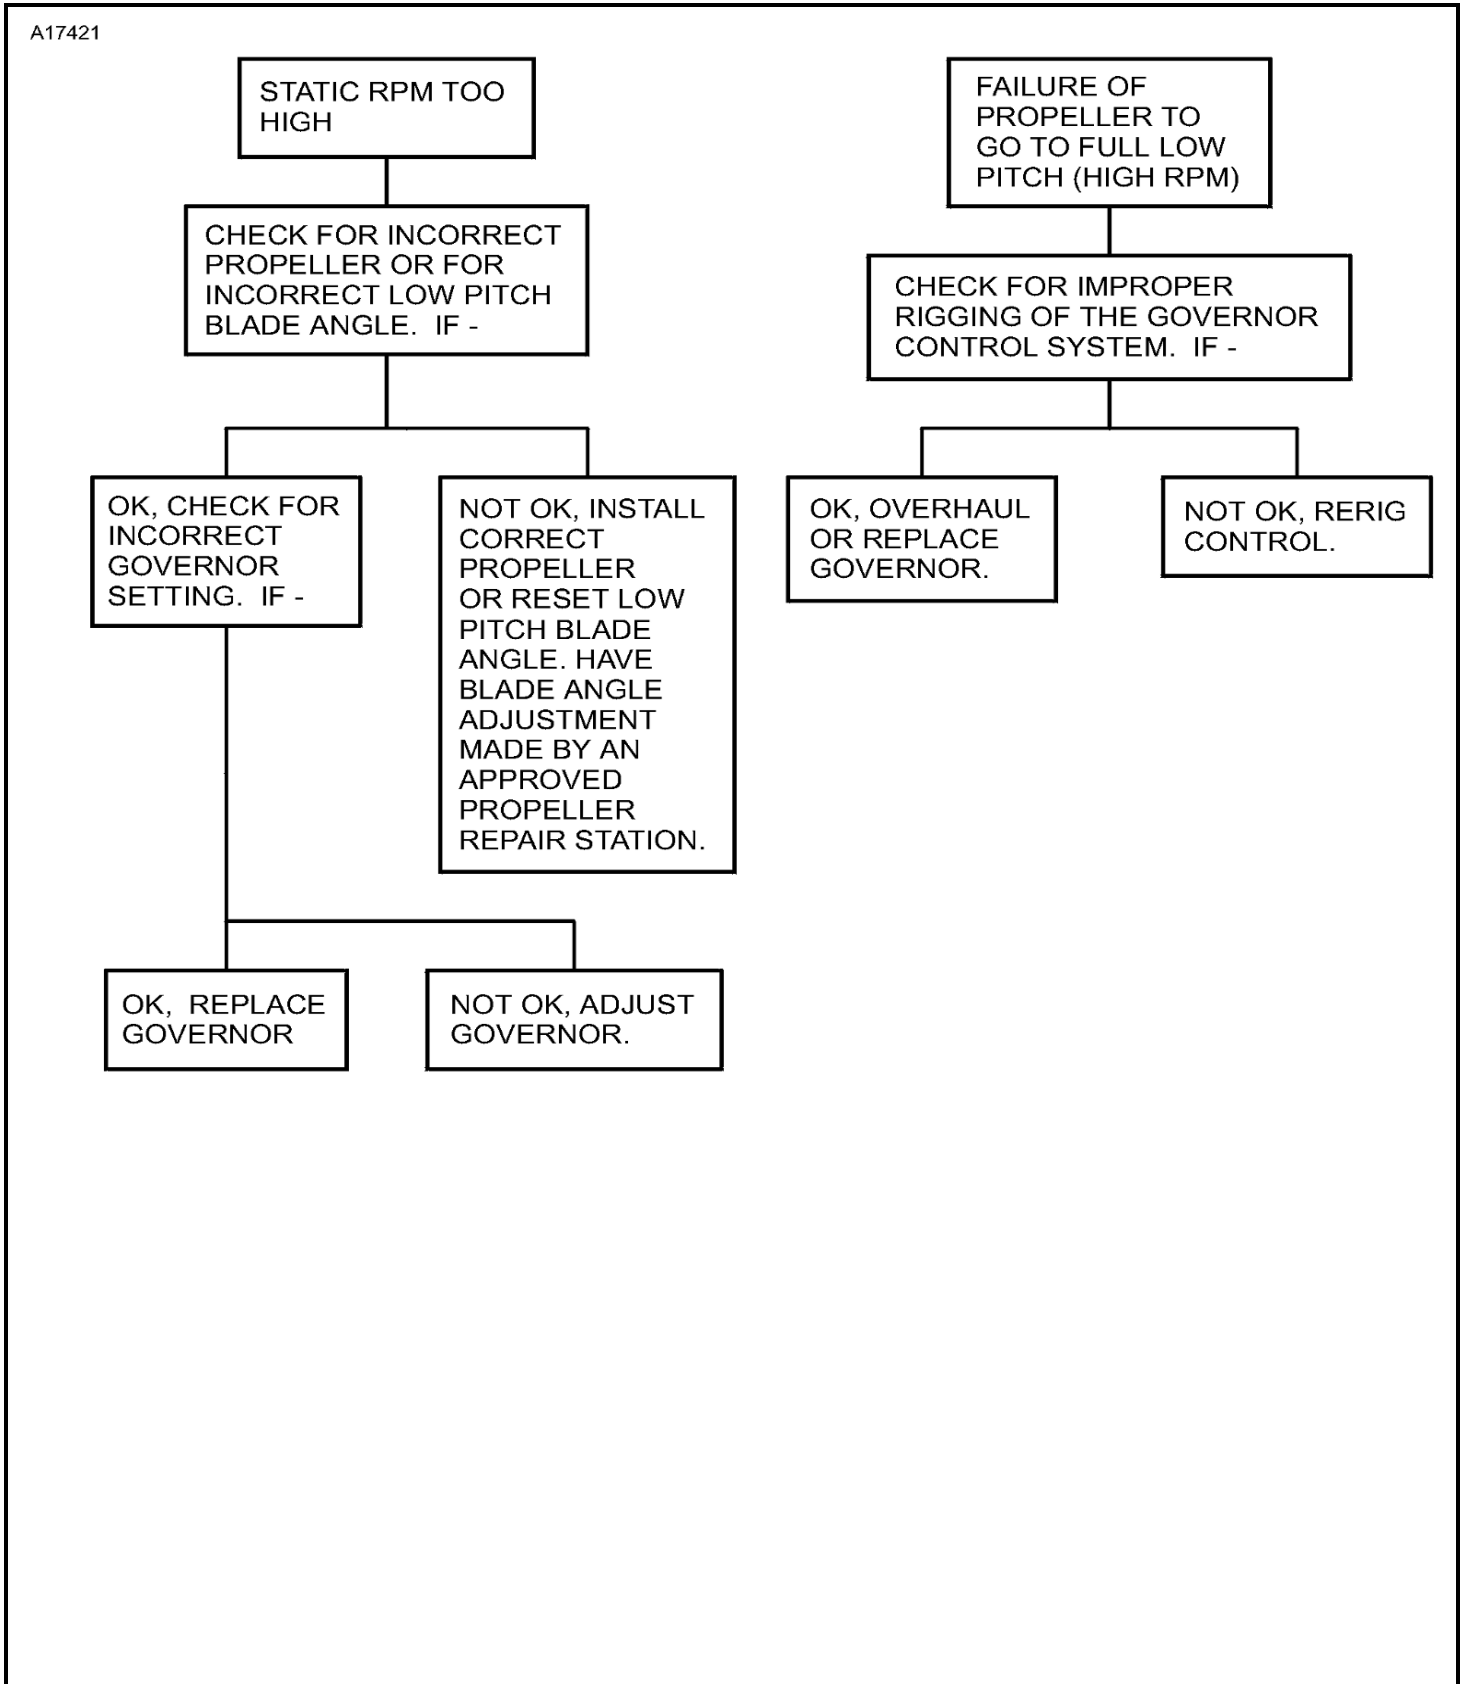 A17421
STATIC RPM TOO
HIGH
CHECK FOR INCORRECT
PROPELLER OR FOR
INCORRECT LOW PITCH
BLADE ANGLE.  IF -
OK, CHECK FOR
INCORRECT
GOVERNOR
SETTING.  IF -
NOT OK, INSTALL
CORRECT
PROPELLER
OR RESET LOW
PITCH BLADE
ANGLE. HAVE
BLADE ANGLE
ADJUSTMENT
MADE BY AN
APPROVED
PROPELLER
REPAIR STATION.
OK,  REPLACE
GOVERNOR
NOT OK, ADJUST
GOVERNOR.
FAILURE OF
PROPELLER TO
GO TO FULL LOW
PITCH (HIGH RPM)
CHECK FOR IMPROPER
RIGGING OF THE GOVERNOR
CONTROL SYSTEM.  IF -
OK, OVERHAUL
OR REPLACE
GOVERNOR.
NOT OK, RERIG
CONTROL.